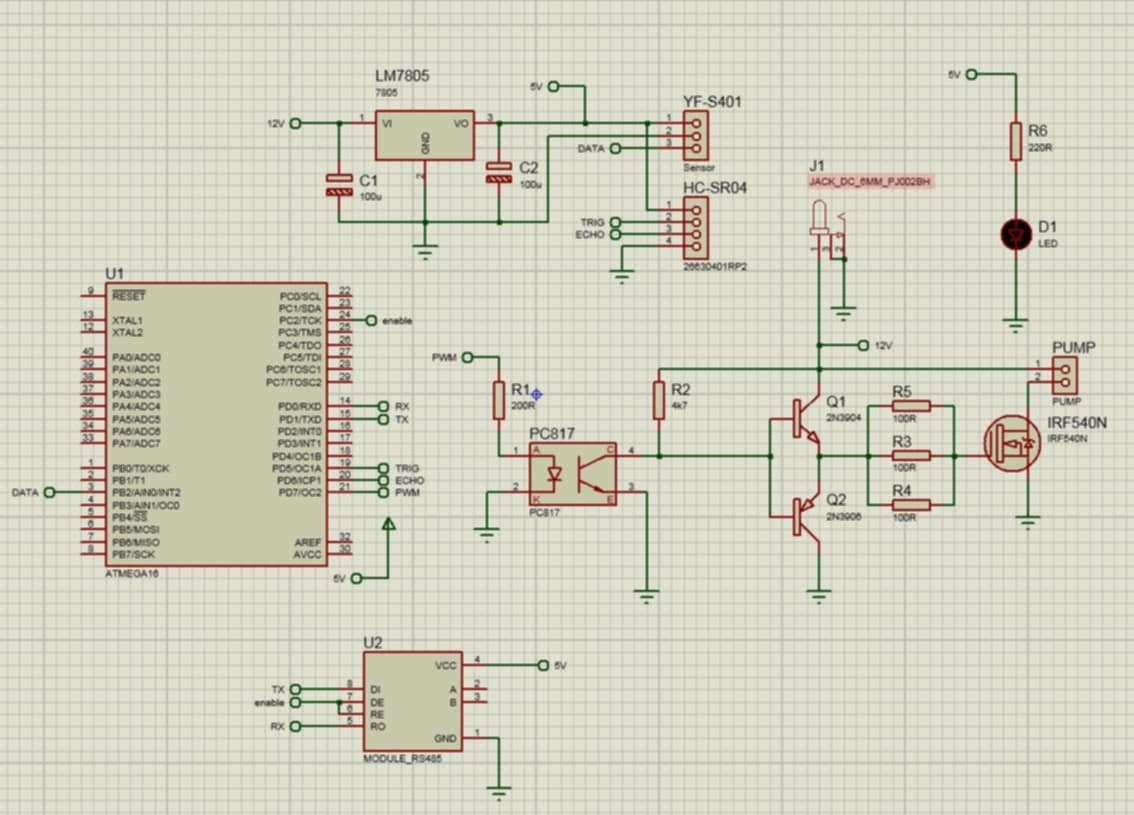 LM7805
7805
12V
1
VI
VO
3
GND
2
C1
100u
C2
100u
5V
YF-S401
1
2
3
DATA
Sensor
HC-SR04
1
2
3
4
TRIG
ECHO
26630401RP2
J1
JACK_DC_6MM_PJ002BH
1
3
2
5V
R6
220R
D1
LED
U1
9 RESET
13 XTAL1
12 XTAL2
40 PA0/ADC0
39 PA1/ADC1
38 PA2/ADC2
37 PA3/ADC3
36 PA4/ADC4
35 PA5/ADC5
34 PA6/ADC6
33 PA7/ADC7
1 PB0/T0/XCK
2 PB1/T1
DATA 3 PB2/AIN0/INT2
4 PB3/AIN1/OC0
5 PB4/SS
6 PB5/MOSI
7 PB6/MISO
8 PB7/SCK
PC0/SCL 22
PC1/SDA 23
PC2/TCK 24 enable
PC3/TMS 25
PC4/TDO 26
PC5/TDI 27
PC6/TOSC1 28
PC7/TOSC2 29
PD0/RXD 14 RX
PD1/TXD 15 TX
PD2/INT0 16
PD3/INT1 17
PD4/OC1B 18
PD5/OC1A 19 TRIG
PD6/ICP1 20 ECHO
PD7/OC2 21 PWM
AREF 32
AVCC 30
ATMEGA16
5V
PWM
R1
200R
PC817
1 A
2 K
C 4
E 3
PC817
R2
4k7
12V
Q1
2N3904
Q2
2N3906
R5
100R
R3
100R
R4
100R
PUMP
1
2
PUMP
IRF540N
IRF540N
U2
TX 8 DI
enable 7 DE
6 RE
RX 5 RO
VCC 4 5V
A 2
B 3
GND 1
MODULE_RS485